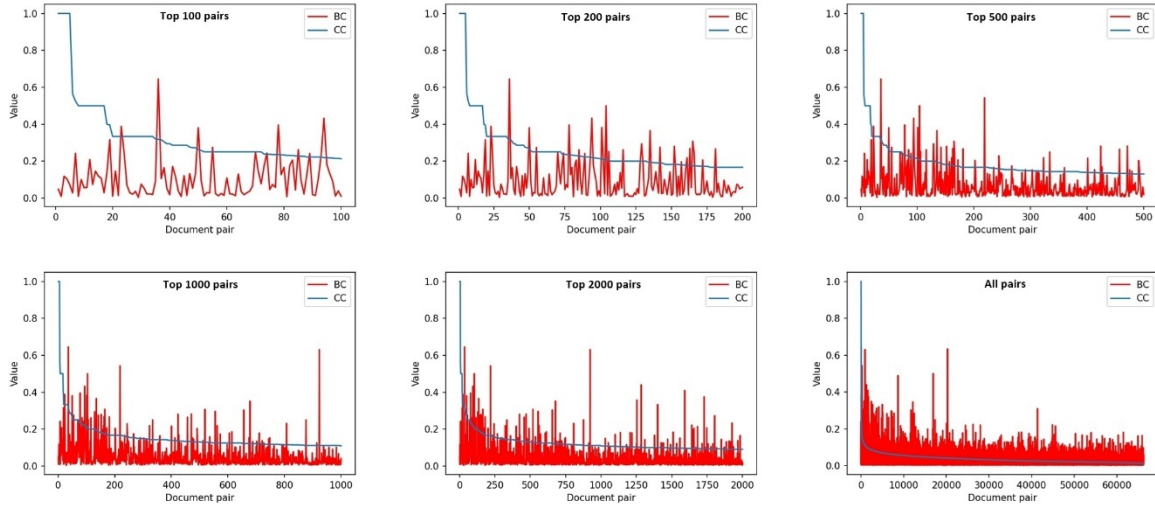 Top 100 pairs
BC
CC
1.0
0.8
0.6
0.4
0.2
0.0
Value
0
20
40
60
80
100
Document pair
Top 200 pairs
BC
CC
1.0
0.8
0.6
0.4
0.2
0.0
Value
0
25
50
75
100
125
150
175
200
Document pair
Top 500 pairs
BC
CC
1.0
0.8
0.6
0.4
0.2
0.0
Value
0
100
200
300
400
500
Document pair
Top 1000 pairs
BC
CC
1.0
0.8
0.6
0.4
0.2
0.0
Value
0
200
400
600
800
1000
Document pair
Top 2000 pairs
BC
CC
1.0
0.8
0.6
0.4
0.2
0.0
Value
0
250
500
750
1000
1250
1500
1750
2000
Document pair
All pairs
BC
CC
1.0
0.8
0.6
0.4
0.2
0.0
Value
0
10000
20000
30000
40000
50000
60000
Document pair